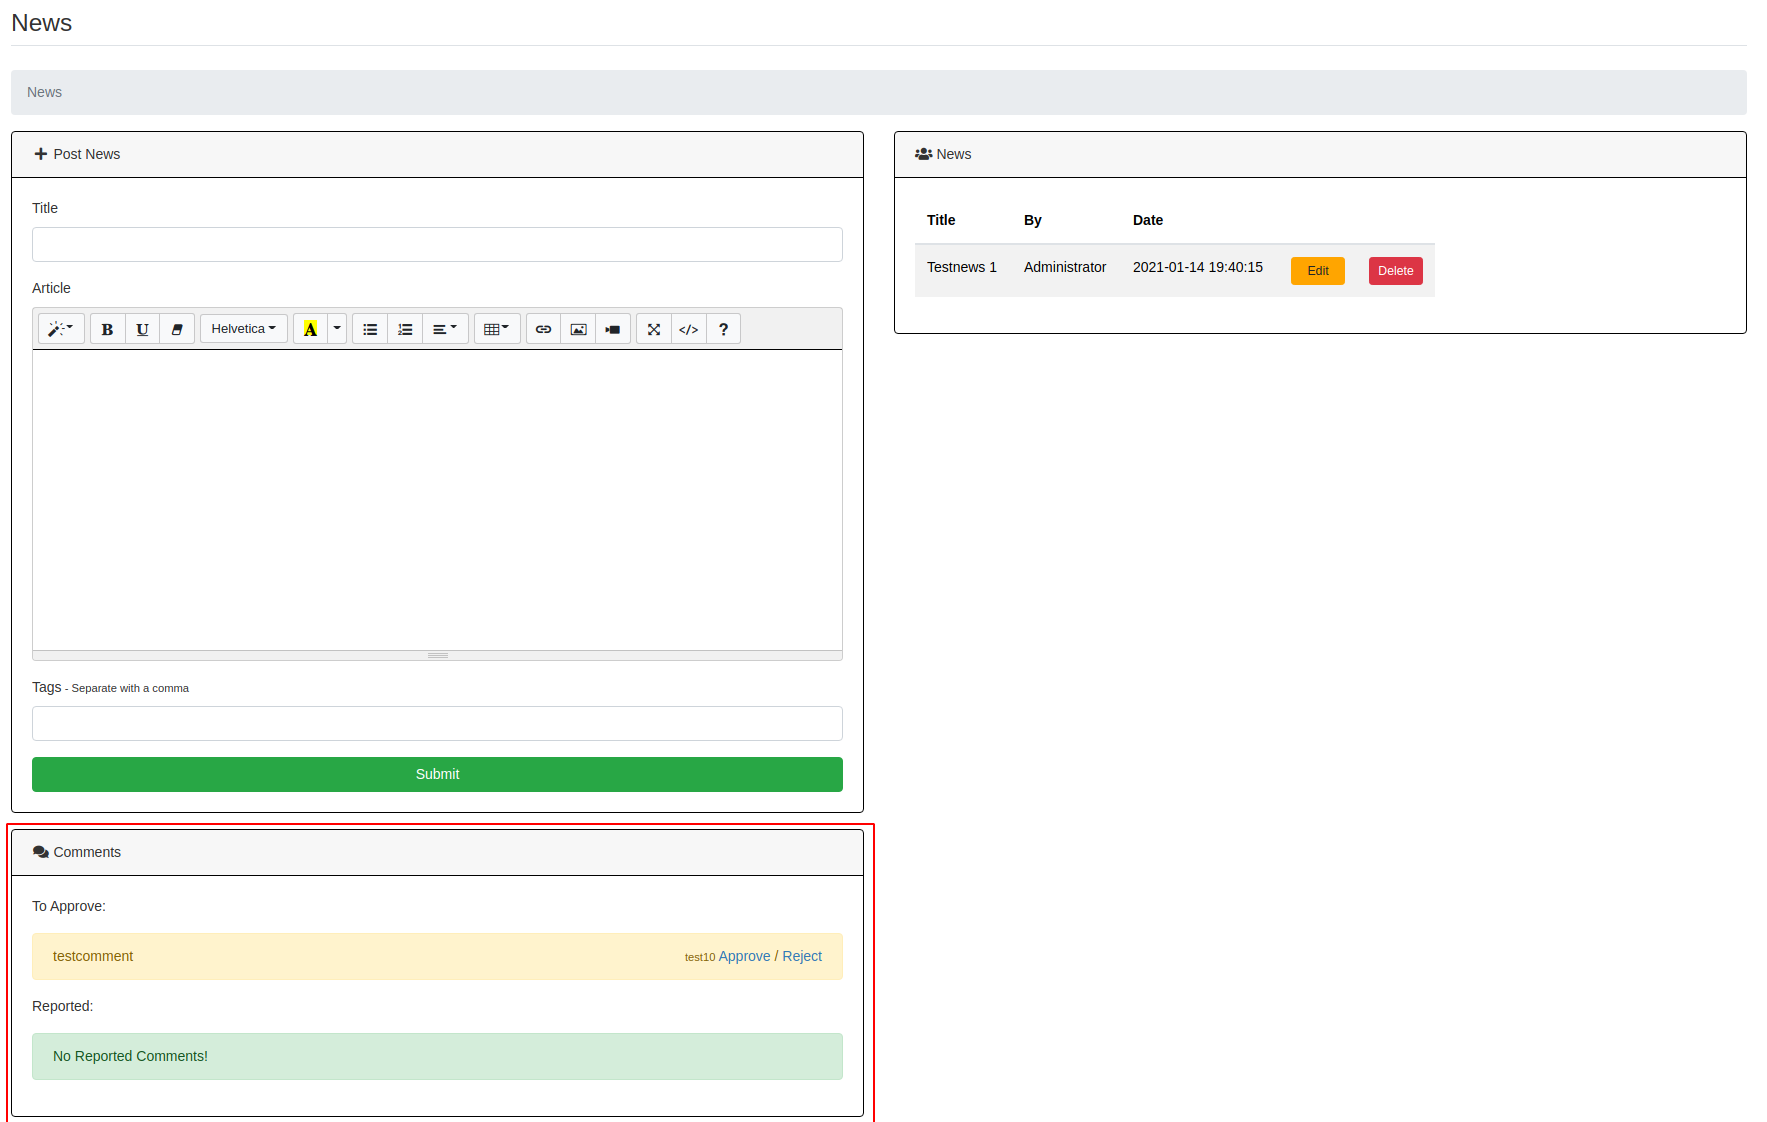 News
News
Post News
Title
Article
B U Helvetica A </> ?
Tags - Separate with a comma
Submit
Comments
To Approve:
testcomment test10 Approve / Reject
Reported:
No Reported Comments!
News
Title By Date
Testnews 1 Administrator 2021-01-14 19:40:15 Edit Delete